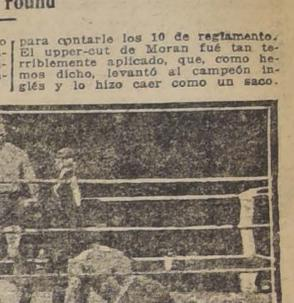 round
para contarle los 10 de reglamento.
El upper-cut de Moran fué tan te-
rriblemente aplicado, que, como he-
mos dicho, levantó al campeón in-
glés y lo hizo caer como un saco.